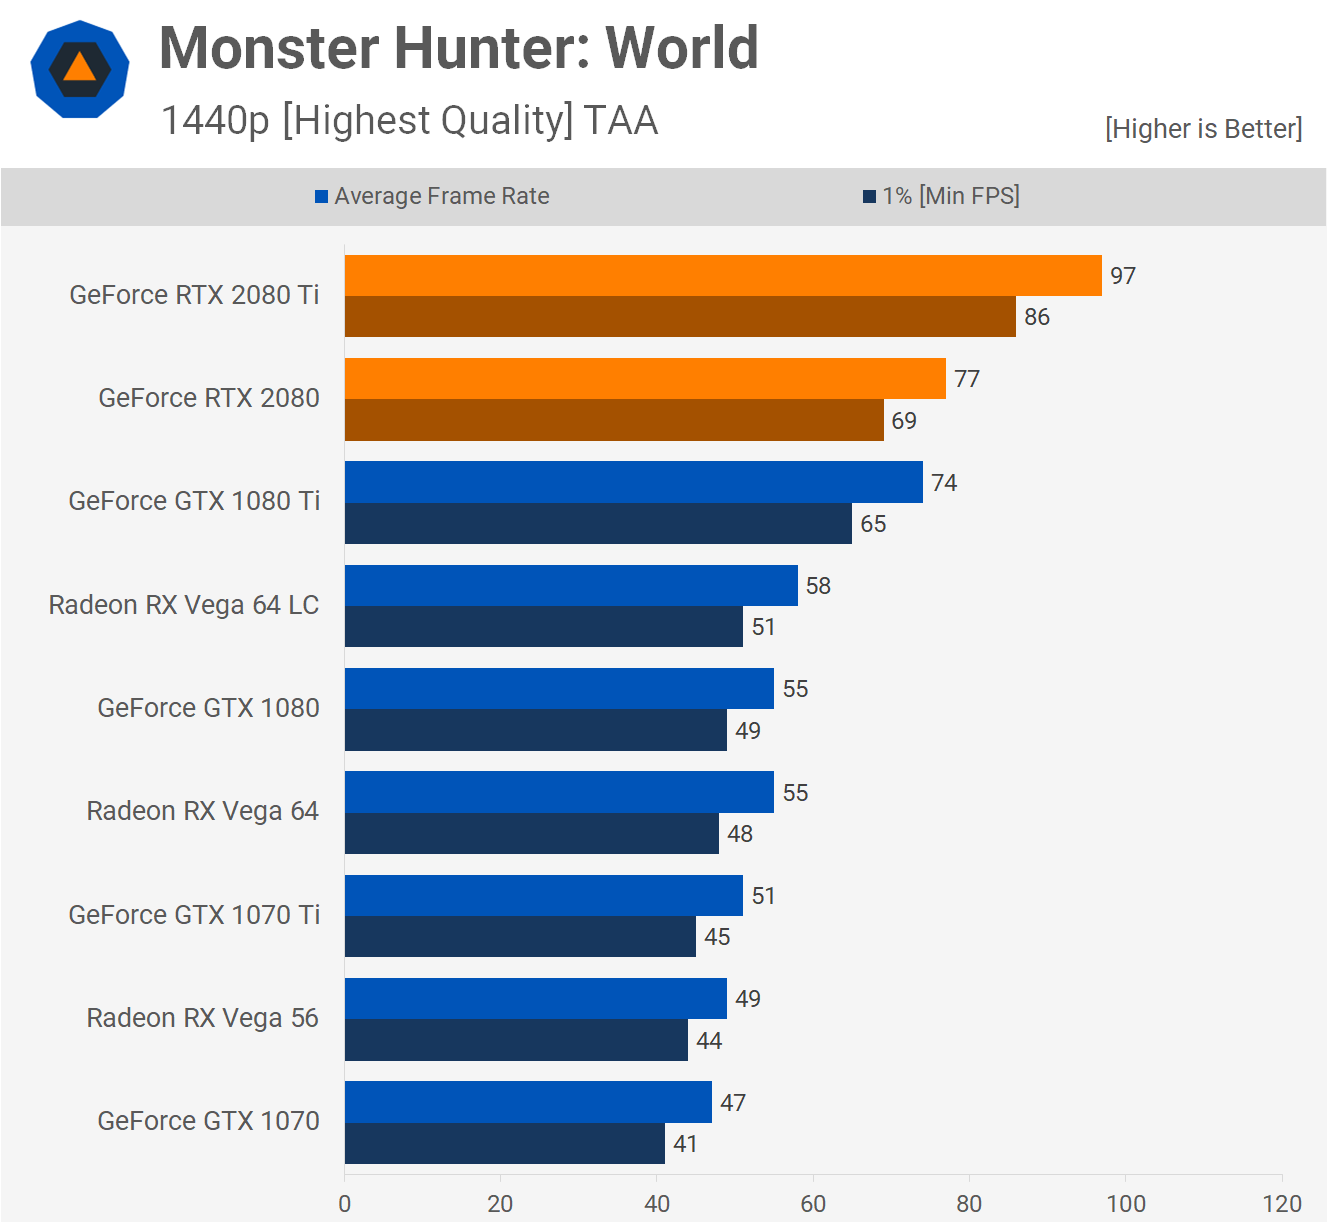 Monster Hunter: World
1440p [Highest Quality] TAA
[Higher is Better]
Average Frame Rate
1% [Min FPS]
GeForce RTX 2080 Ti
97
86
GeForce RTX 2080
77
69
GeForce GTX 1080 Ti
74
65
Radeon RX Vega 64 LC
58
51
GeForce GTX 1080
55
49
Radeon RX Vega 64
55
48
GeForce GTX 1070 Ti
51
45
Radeon RX Vega 56
49
44
GeForce GTX 1070
47
41
0 20 40 60 80 100 120